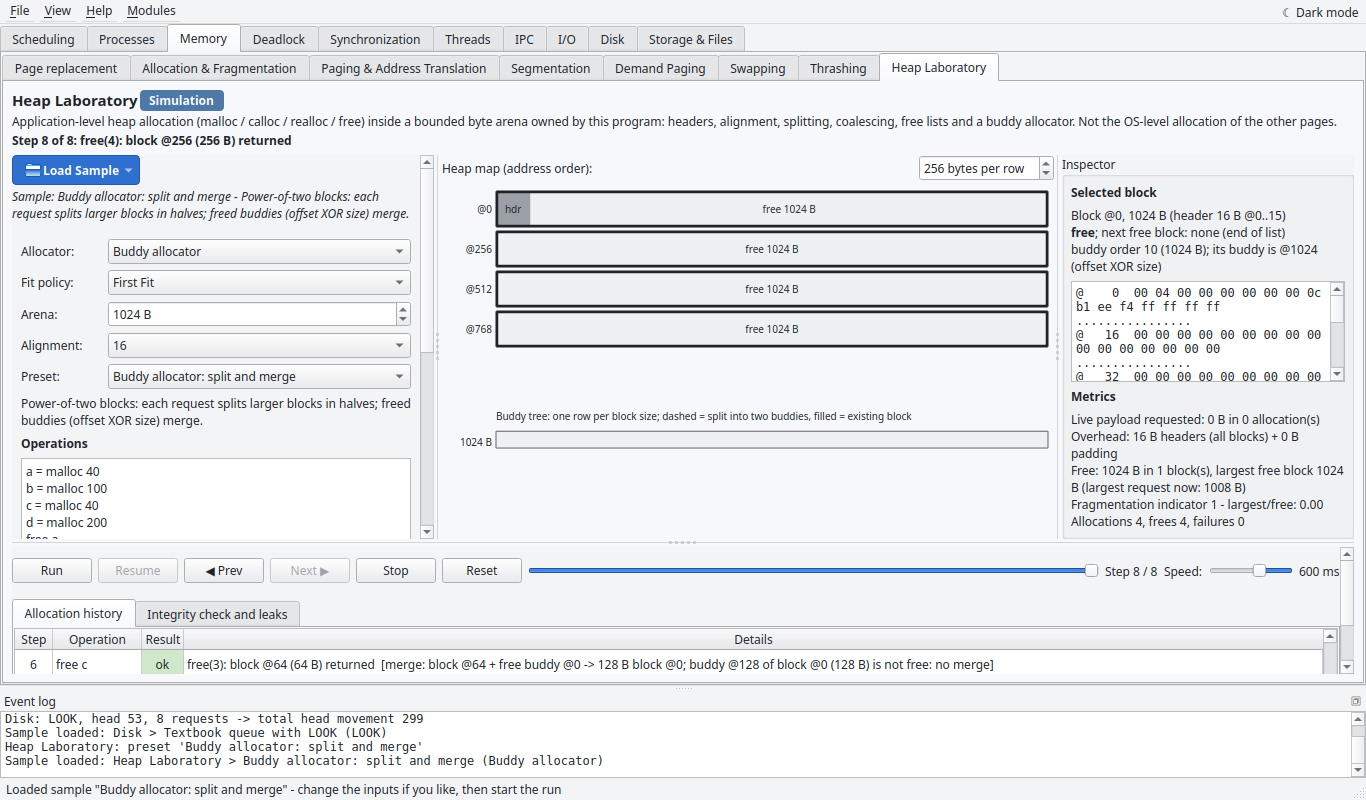 File View Help Modules
Dark mode
Scheduling Processes Memory Deadlock Synchronization Threads IPC I/O Disk Storage & Files
Page replacement Allocation & Fragmentation Paging & Address Translation Segmentation Demand Paging Swapping Thrashing Heap Laboratory
Heap Laboratory Simulation
Application-level heap allocation (malloc / calloc / realloc / free) inside a bounded byte arena owned by this program: headers, alignment, splitting, coalescing, free lists and a buddy allocator. Not the OS-level allocation of the other pages.
Step 8 of 8: free(4): block @256 (256 B) returned
Load Sample
Sample: Buddy allocator: split and merge - Power-of-two blocks: each
request splits larger blocks in halves; freed buddies (offset XOR size) merge.
Allocator: Buddy allocator
Fit policy: First Fit
Arena: 1024 B
Alignment: 16
Preset: Buddy allocator: split and merge
Power-of-two blocks: each request splits larger blocks in halves; freed
buddies (offset XOR size) merge.
Operations
a = malloc 40
b = malloc 100
c = malloc 40
d = malloc 200
free a
Heap map (address order): 256 bytes per row
@0 hdr free 1024 B
@256 free 1024 B
@512 free 1024 B
@768 free 1024 B
Buddy tree: one row per block size; dashed = split into two buddies, filled = existing block
1024 B
Inspector
Selected block
Block @0, 1024 B (header 16 B @0..15)
free; next free block: none (end of list)
buddy order 10 (1024 B); its buddy is @1024
(offset XOR size)
@ 0 00 04 00 00 00 00 00 00 0c
b1 ee f4 ff ff ff ff
................
@ 16 00 00 00 00 00 00 00 00 00
00 00 00 00 00 00 00
................
@ 32 00 00 00 00 00 00 00 00 00
Metrics
Live payload requested: 0 B in 0 allocation(s)
Overhead: 16 B headers (all blocks) + 0 B
padding
Free: 1024 B in 1 block(s), largest free block 1024
B (largest request now: 1008 B)
Fragmentation indicator 1 - largest/free: 0.00
Allocations 4, frees 4, failures 0
Run Resume ◀ Prev Next ▶ Stop Reset Step 8 / 8 Speed: 600 ms
Allocation history Integrity check and leaks
Step Operation Result Details
6 free c ok free(3): block @64 (64 B) returned [merge: block @64 + free buddy @0 -> 128 B block @0; buddy @128 of block @0 (128 B) is not free: no merge]
Event log
Disk: LOOK, head 53, 8 requests -> total head movement 299
Sample loaded: Disk > Textbook queue with LOOK (LOOK)
Heap Laboratory: preset 'Buddy allocator: split and merge'
Sample loaded: Heap Laboratory > Buddy allocator: split and merge (Buddy allocator)
Loaded sample "Buddy allocator: split and merge" - change the inputs if you like, then start the run